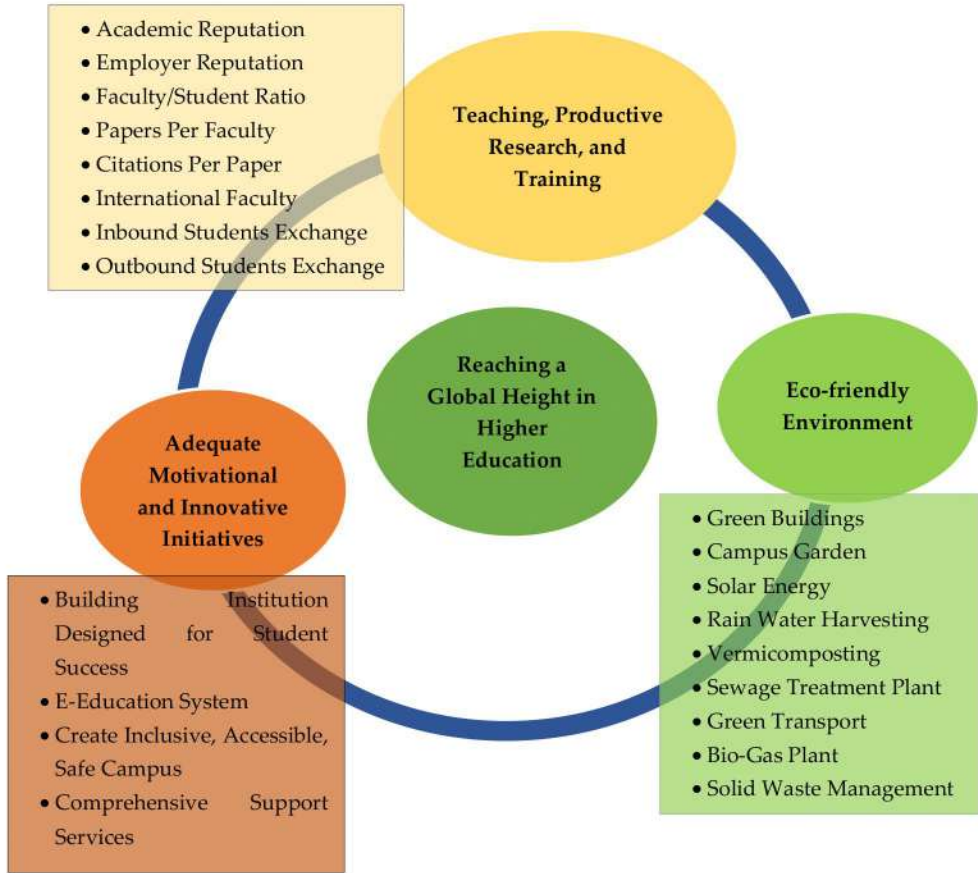 • Academic Reputation
• Employer Reputation
• Faculty/Student Ratio
• Papers Per Faculty
• Citations Per Paper
• International Faculty
• Inbound Students Exchange
• Outbound Students Exchange
Teaching, Productive
Research, and
Training
Reaching a
Global Height in
Higher
Education
Eco-friendly
Environment
• Green Buildings
• Campus Garden
• Solar Energy
• Rain Water Harvesting
• Vermicomposting
• Sewage Treatment Plant
• Green Transport
• Bio-Gas Plant
• Solid Waste Management
Adequate
Motivational
and Innovative
Initiatives
• Building Institution
Designed for Student
Success
• E-Education System
• Create Inclusive, Accessible,
Safe Campus
• Comprehensive Support
Services